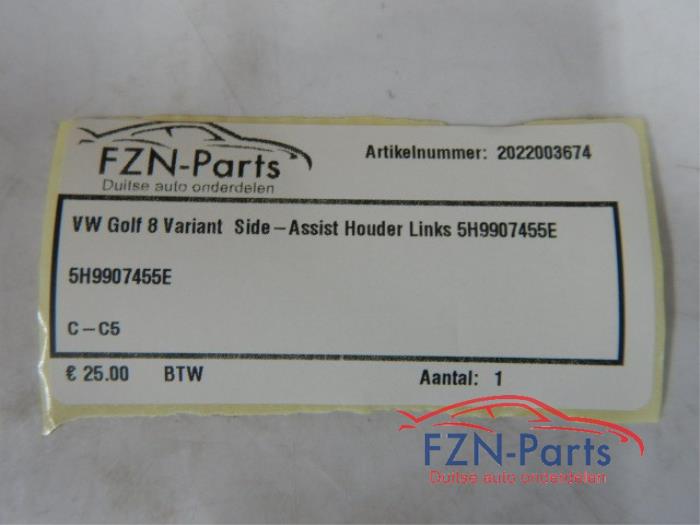 FZN-Parts
Duitse auto onderdelen
Artikelnummer: 2022003674
VW Golf 8 Variant Side-Assist Houder Links 5H9907455E
5H9907455E
C-C5
€ 25.00 BTW Aantal: 1
FZN-Parts
Duitse auto onderdelen